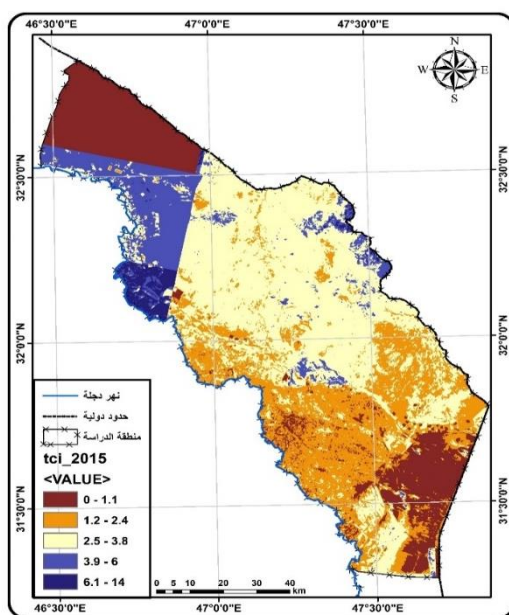 46°30'0"E 47°0'0"E 47°30'0"E
N
W E
S
32°30'0"N 32°30'0"N
32°0'0"N 32°0'0"N
نهر دجلة
حدود دولية
منطقة الدراسة
tci_2015
<VALUE>
0 - 1.1
1.2 - 2.4
2.5 - 3.8
3.9 - 6
6.1 - 14
31°30'0"N 31°30'0"N
0 5 10 20 30 40
km
46°30'0"E 47°0'0"E 47°30'0"E